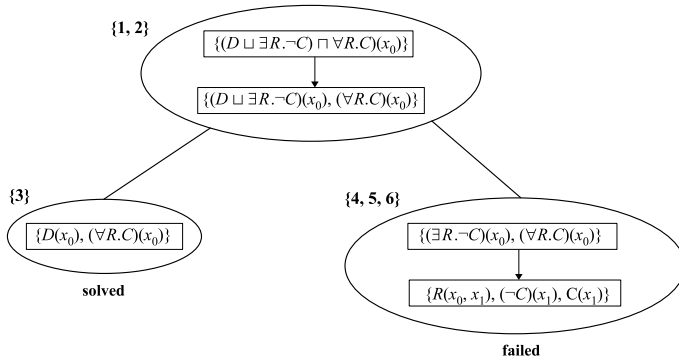 {1, 2}
{(D ⊔ ∃R.¬C) ⊓ ∀R.C)(x₀)}
{(D ⊔ ∃R.¬C)(x₀), (∀R.C)(x₀)}
{3}
{D(x₀), (∀R.C)(x₀)}
solved
{4, 5, 6}
{(∃R.¬C)(x₀), (∀R.C)(x₀)}
{R(x₀, x₁), (¬C)(x₁), C(x₁)}
failed